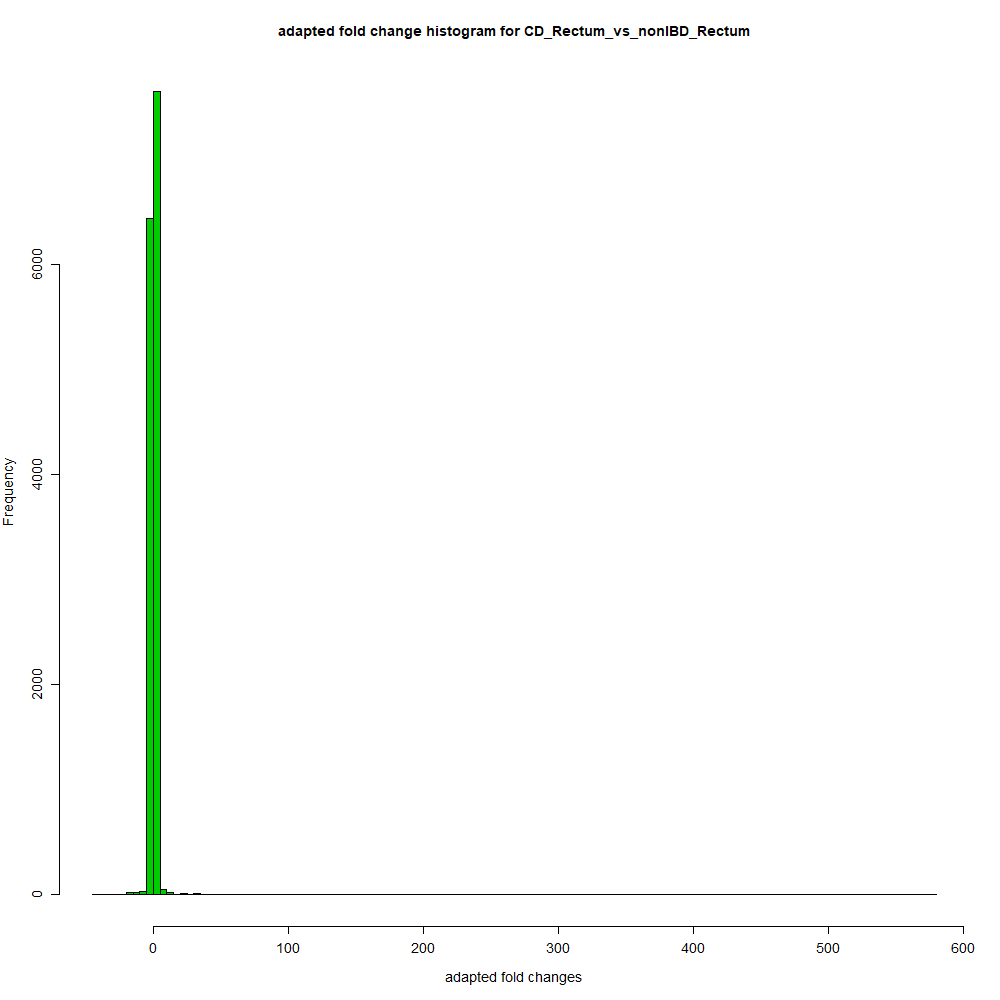 adapted fold change histogram for CD_Rectum_vs_nonIBD_Rectum
Frequency
6000
4000
2000
0
0 100 200 300 400 500 600
adapted fold changes